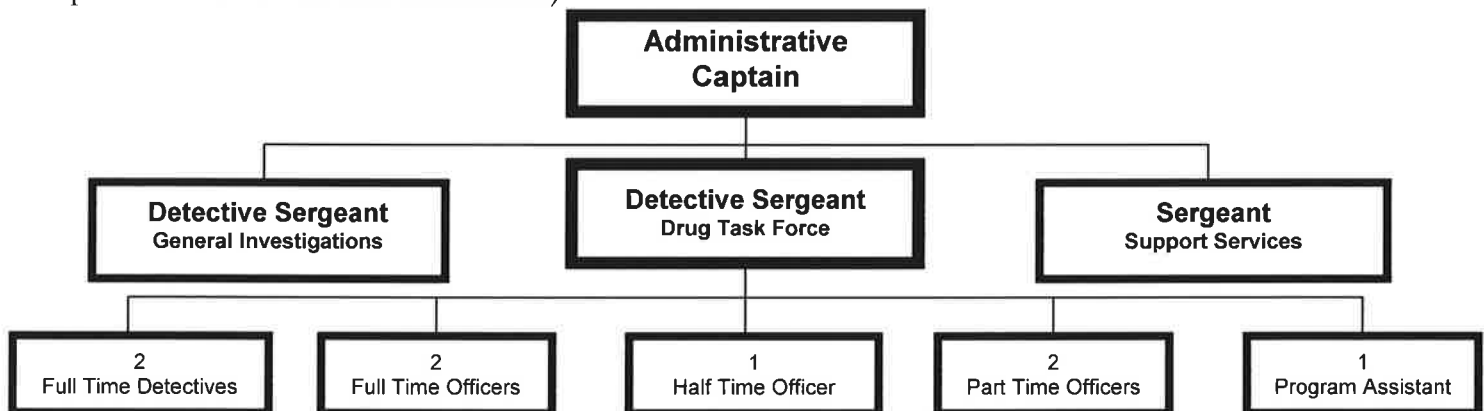 Administrative
Captain
Detective Sergeant
General Investigations
Detective Sergeant
Drug Task Force
Sergeant
Support Services
2
Full Time Detectives
2
Full Time Officers
1
Half Time Officer
2
Part Time Officers
1
Program Assistant